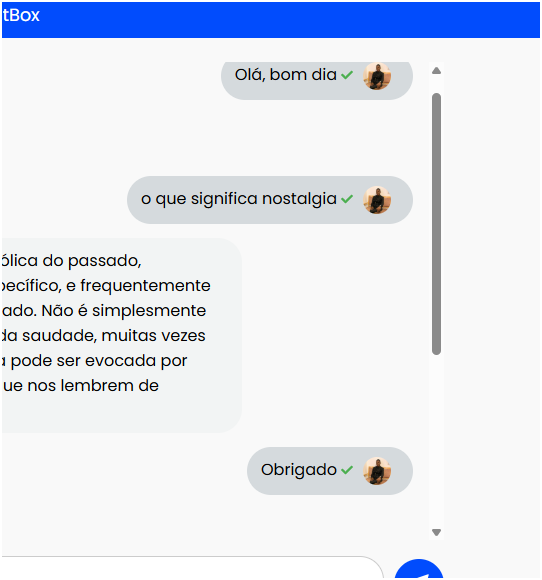 tBox
Olá, bom dia
o que significa nostalgia
ólica do passado,
pecífico, e frequentemente
ado. Não é simplesmente
da saudade, muitas vezes
a pode ser evocada por
ue nos lembrem de
Obrigado